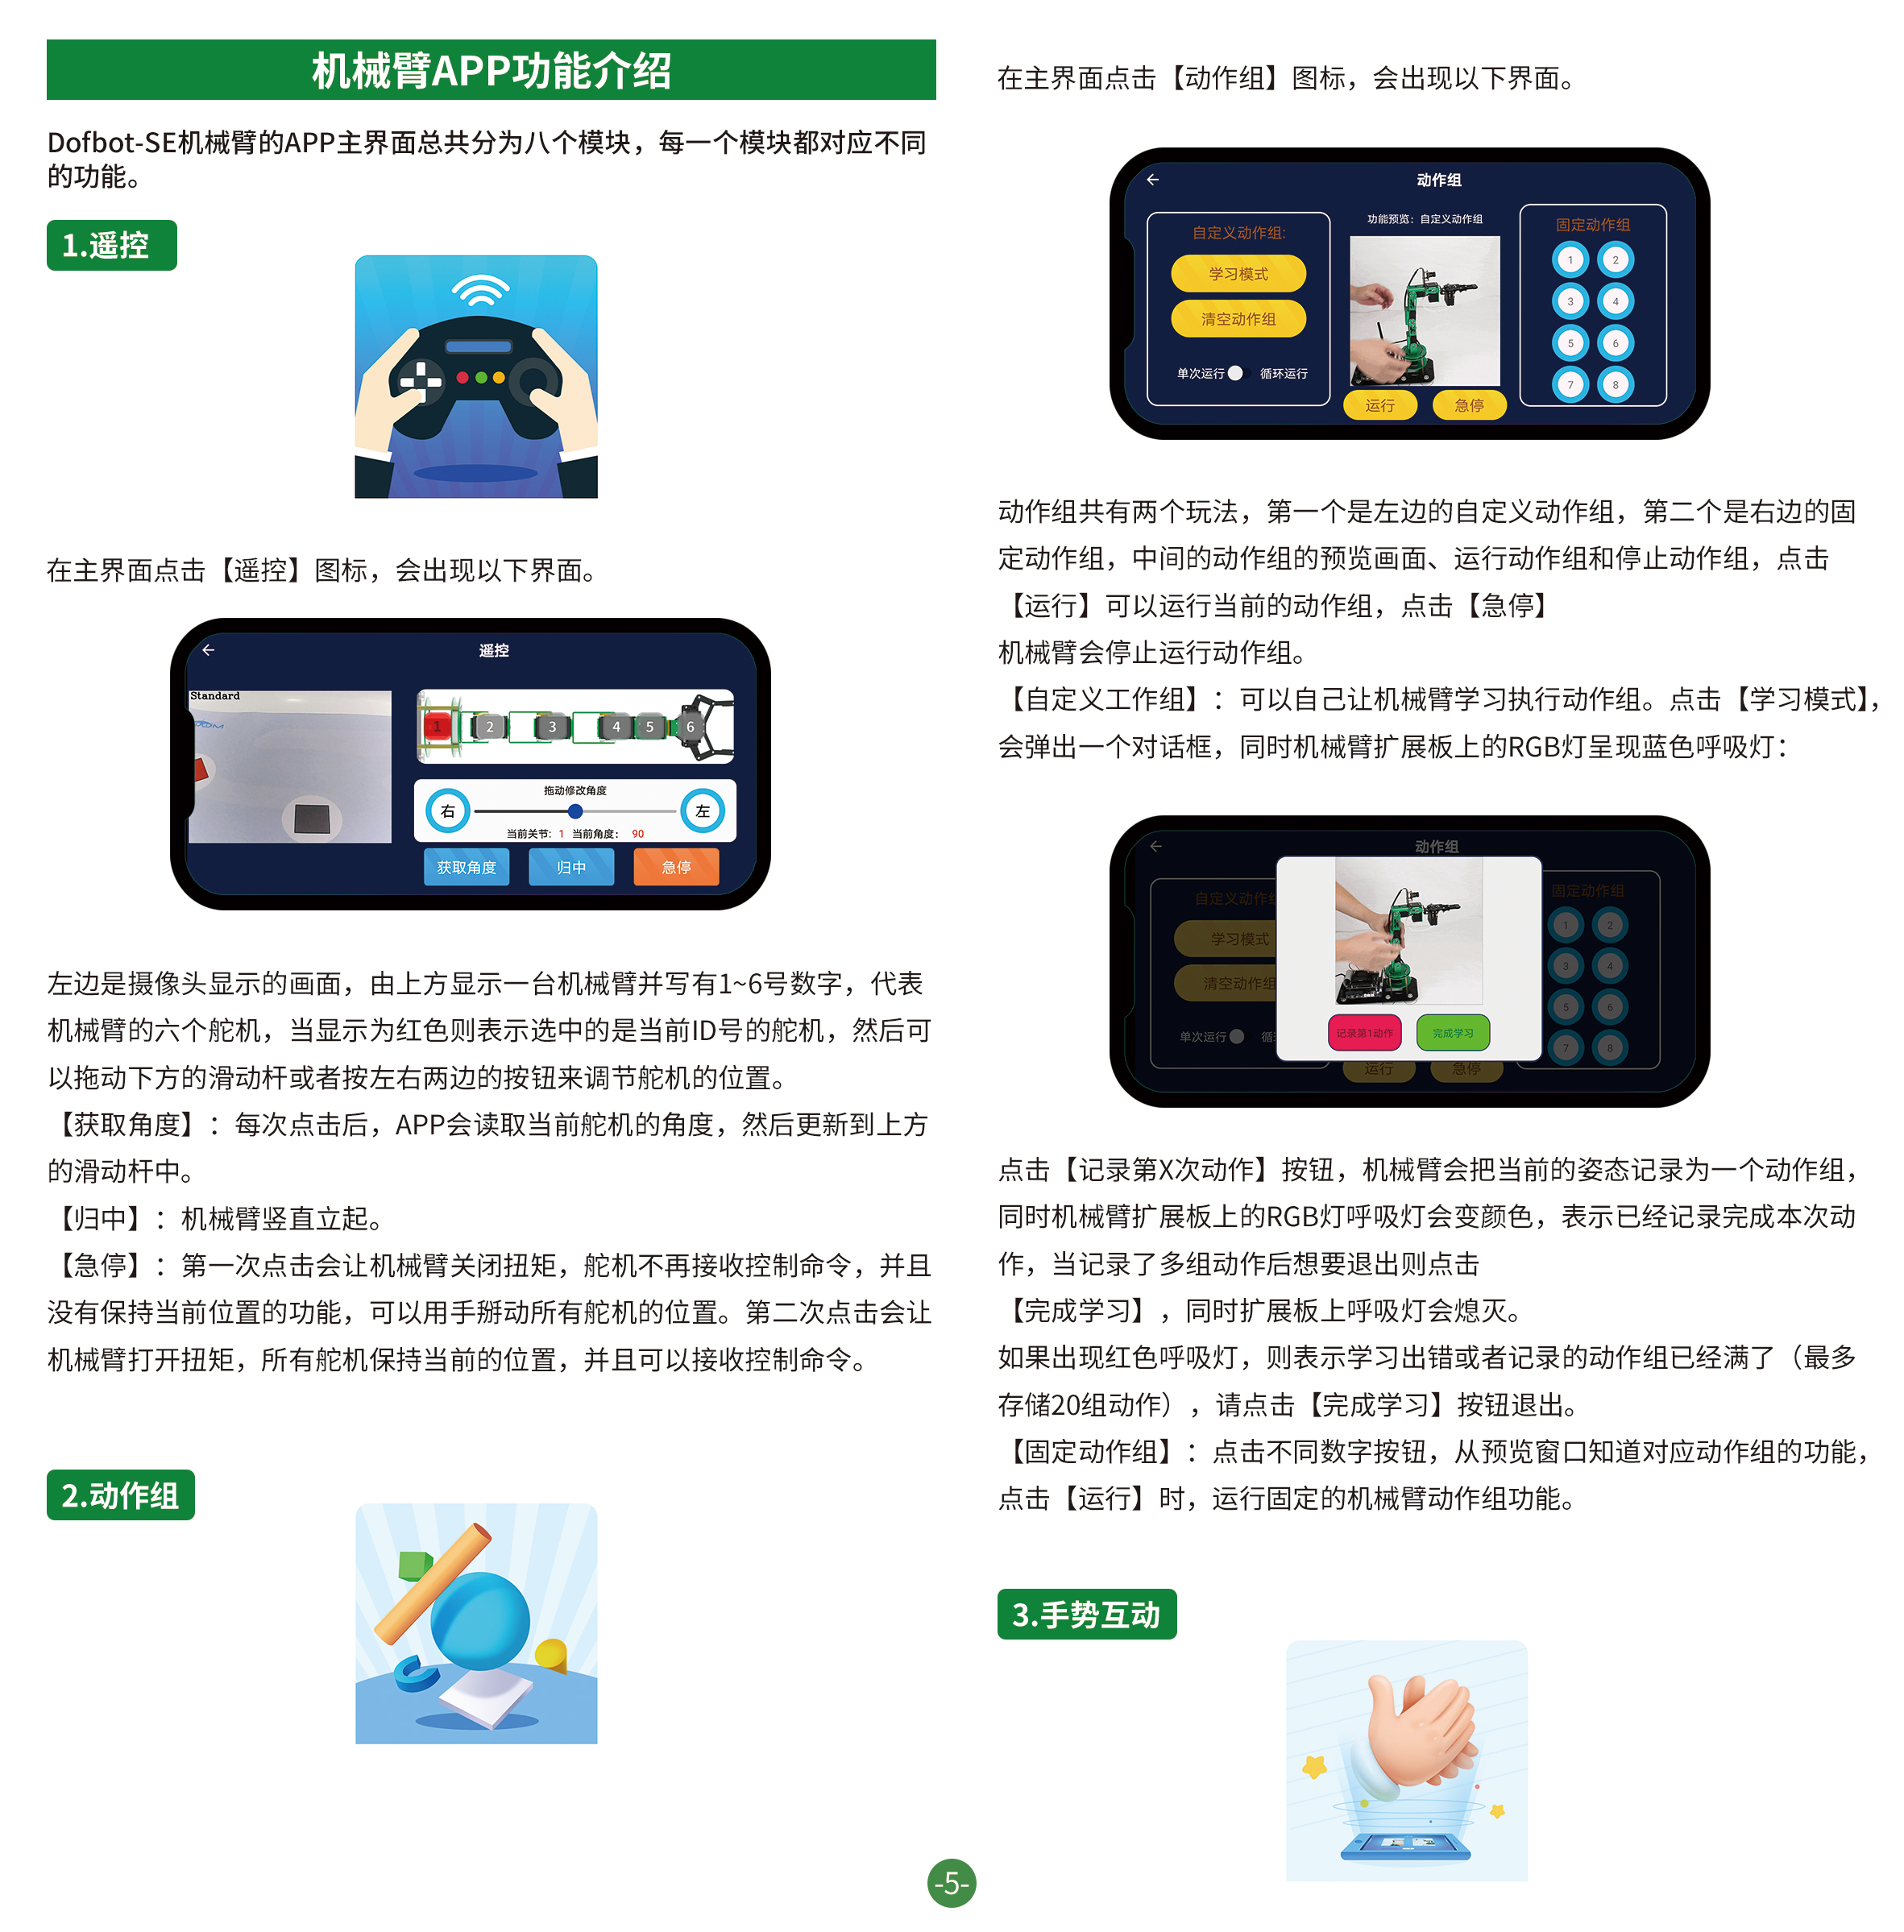 机械臂APP功能介绍
Dofbot-SE机械臂的APP主界面总共分为八个模块，每一个模块都对应不同
的功能。
1.遥控
在主界面点击【遥控】图标，会出现以下界面。
遥控
Standard
1 2 3 4 5 6
拖动修改角度
右
左
当前关节: 1 当前角度： 90
获取角度
归中
急停
左边是摄像头显示的画面，由上方显示一台机械臂并写有1~6号数字，代表
机械臂的六个舵机，当显示为红色则表示选中的是当前ID号的舵机，然后可
以拖动下方的滑动杆或者按左右两边的按钮来调节舵机的位置。
【获取角度】：每次点击后，APP会读取当前舵机的角度，然后更新到上方
的滑动杆中。
【归中】：机械臂竖直立起。
【急停】：第一次点击会让机械臂关闭扭矩，舵机不再接收控制命令，并且
没有保持当前位置的功能，可以用手掰动所有舵机的位置。第二次点击会让
机械臂打开扭矩，所有舵机保持当前的位置，并且可以接收控制命令。
2.动作组
在主界面点击【动作组】图标，会出现以下界面。
动作组
自定义动作组:
学习模式
清空动作组
单次运行
循环运行
功能预览：自定义动作组
运行
急停
固定动作组
1 2
3 4
5 6
7 8
动作组共有两个玩法，第一个是左边的自定义动作组，第二个是右边的固
定动作组，中间的动作组的预览画面、运行动作组和停止动作组，点击
【运行】可以运行当前的动作组，点击【急停】
机械臂会停止运行动作组。
【自定义工作组】：可以自己让机械臂学习执行动作组。点击【学习模式】，
会弹出一个对话框，同时机械臂扩展板上的RGB灯呈现蓝色呼吸灯：
动作组
自定义动作组
学习模式
清空动作组
单次运行
循
记录第1动作
完成学习
运行
急停
固定动作组
1 2
3 4
5 6
7 8
点击【记录第X次动作】按钮，机械臂会把当前的姿态记录为一个动作组，
同时机械臂扩展板上的RGB灯呼吸灯会变颜色，表示已经记录完成本次动
作，当记录了多组动作后想要退出则点击
【完成学习】，同时扩展板上呼吸灯会熄灭。
如果出现红色呼吸灯，则表示学习出错或者记录的动作组已经满了（最多
存储20组动作），请点击【完成学习】按钮退出。
【固定动作组】：点击不同数字按钮，从预览窗口知道对应动作组的功能，
点击【运行】时，运行固定的机械臂动作组功能。
3.手势互动
-5-